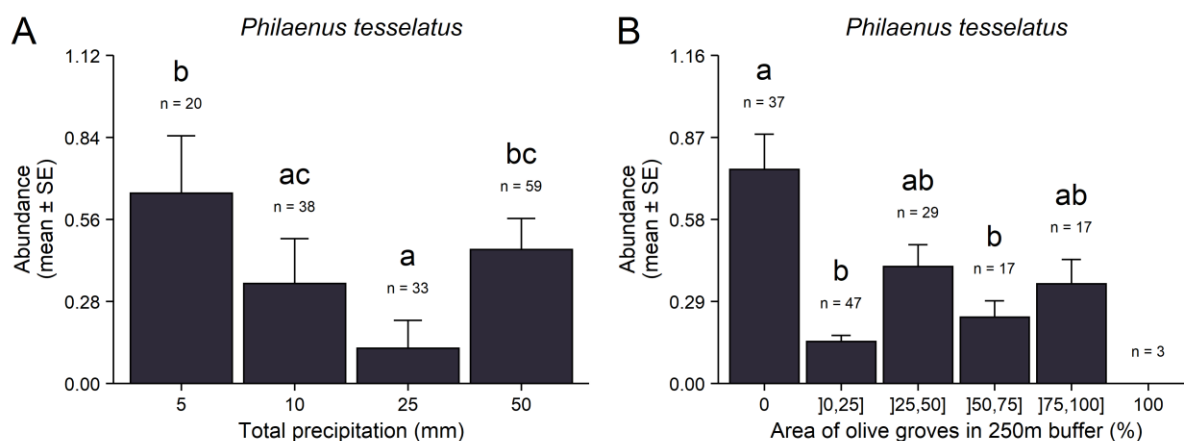 A
Philaenus tesselatus
Abundance
(mean ± SE)
1.12
0.84
0.56
0.28
0.00
b
n = 20
ac
n = 38
a
n = 33
bc
n = 59
5
10
25
50
Total precipitation (mm)
B
Philaenus tesselatus
Abundance
(mean ± SE)
1.16
0.87
0.58
0.29
0.00
a
n = 37
b
n = 47
ab
n = 29
b
n = 17
ab
n = 17
n = 3
0
]0,25]
]25,50]
]50,75]
]75,100]
100
Area of olive groves in 250m buffer (%)